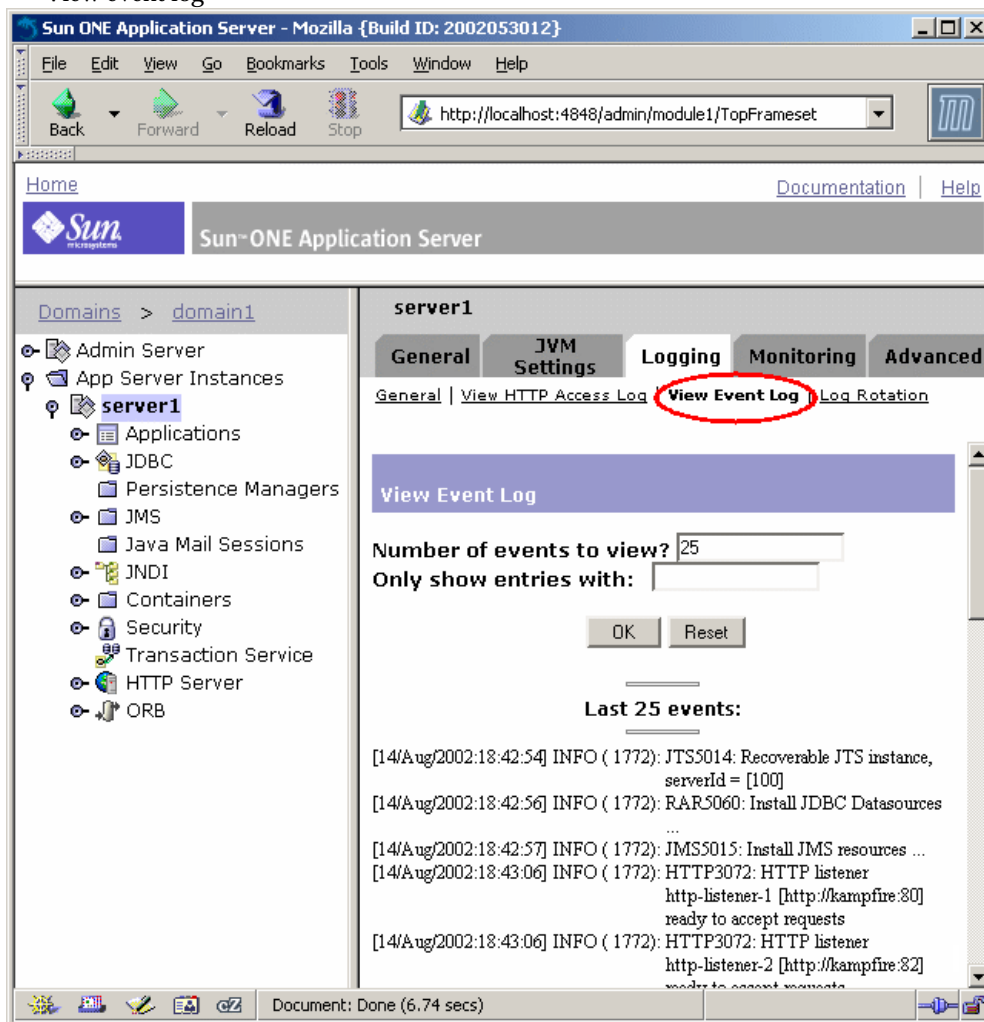 View event log
Sun ONE Application Server - Mozilla {Build ID: 2002053012}
File Edit View Go Bookmarks Tools Window Help
Back Forward Reload Stop
http://localhost:4848/admin/module1/TopFrameset
Home
Documentation | Help
Sun microsystems
Sun™ ONE Application Server
Domains > domain1
Admin Server
App Server Instances
server1
Applications
JDBC
Persistence Managers
JMS
Java Mail Sessions
JNDI
Containers
Security
Transaction Service
HTTP Server
ORB
server1
General
JVM Settings
Logging
Monitoring
Advanced
General | View HTTP Access Log | View Event Log | Log Rotation
View Event Log
Number of events to view? 25
Only show entries with:
OK Reset
Last 25 events:
[14/Aug/2002:18:42:54] INFO ( 1772): JTS5014: Recoverable JTS instance,
serverId = [100]
[14/Aug/2002:18:42:56] INFO ( 1772): RAR5060: Install JDBC Datasources
...
[14/Aug/2002:18:42:57] INFO ( 1772): JMS5015: Install JMS resources ...
[14/Aug/2002:18:43:06] INFO ( 1772): HTTP3072: HTTP listener
http-listener-1 [http://kampfire:80]
ready to accept requests
[14/Aug/2002:18:43:06] INFO ( 1772): HTTP3072: HTTP listener
http-listener-2 [http://kampfire:82]
ready to accept requests
Document: Done (6.74 secs)